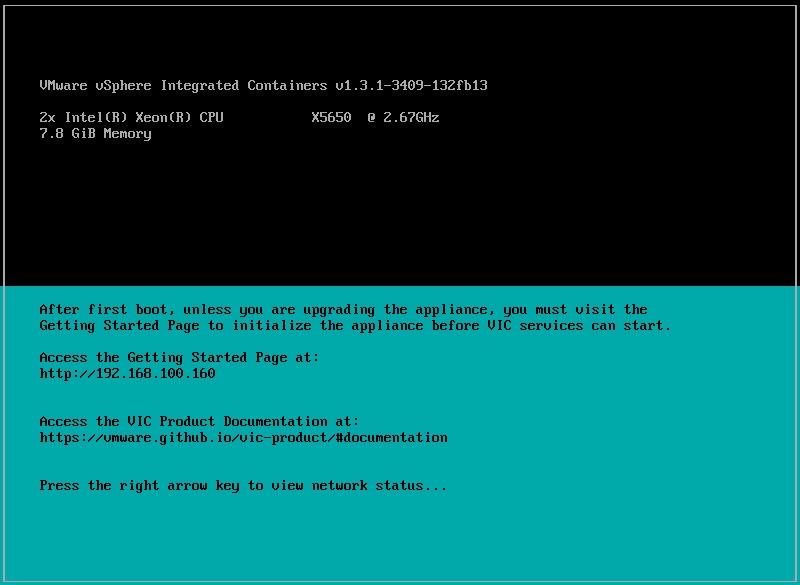 VMware vSphere Integrated Containers v1.3.1-3409-132fb13
2x Intel(R) Xeon(R) CPU           X5650  @ 2.67GHz
7.8 GiB Memory
After first boot, unless you are upgrading the appliance, you must visit the
Getting Started Page to initialize the appliance before VIC services can start.
Access the Getting Started Page at:
http://192.168.100.160
Access the VIC Product Documentation at:
https://vmware.github.io/vic-product/#documentation
Press the right arrow key to view network status...